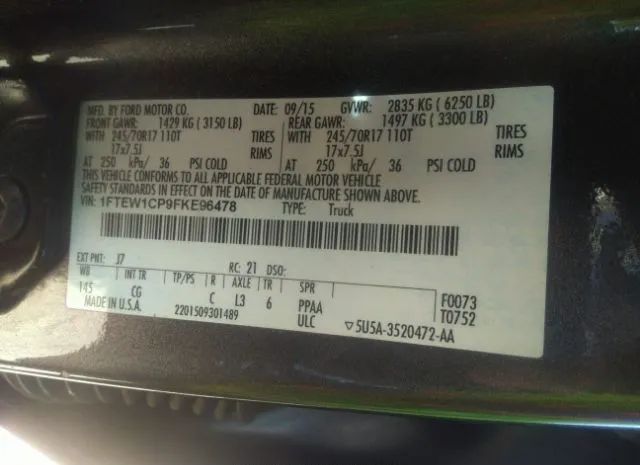 MFD. BY FORD MOTOR CO. DATE: 09/15 GVWR: 2835 KG ( 6250 LB)
FRONT GAWR: 1429 KG ( 3150 LB) REAR GAWR: 1497 KG ( 3300 LB)
WITH 245/70R17 110T TIRES WITH 245/70R17 110T TIRES
17x7.5J RIMS 17x7.5J RIMS
AT 250 kPa/ 36 PSI COLD AT 250 kPa/ 36 PSI COLD
THIS VEHICLE CONFORMS TO ALL APPLICABLE FEDERAL MOTOR VEHICLE
SAFETY STANDARDS IN EFFECT ON THE DATE OF MANUFACTURE SHOWN ABOVE.
VIN: 1FTEW1CP9FKE96478 TYPE: Truck
EXT PNT: J7 RC: 21 DSO:
WB INT TR TP/PS R AXLE TR SPR
145 CG C L3 6 PPAA F0073
MADE IN U.S.A. 2201509301489 ULC T0752
▽5U5A-3520472-AA